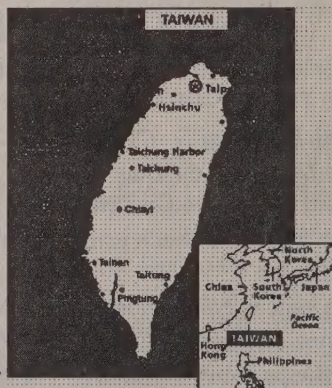 TAIWAN
Taip
Hsinchu
Taichung Harbor
Taichung
Chiayi
Tainan
Taitung
Pingtung
North
Korea
China
South
Korea
Japan
Pacific
Ocean
TAIWAN
Hong
Kong
Philippines